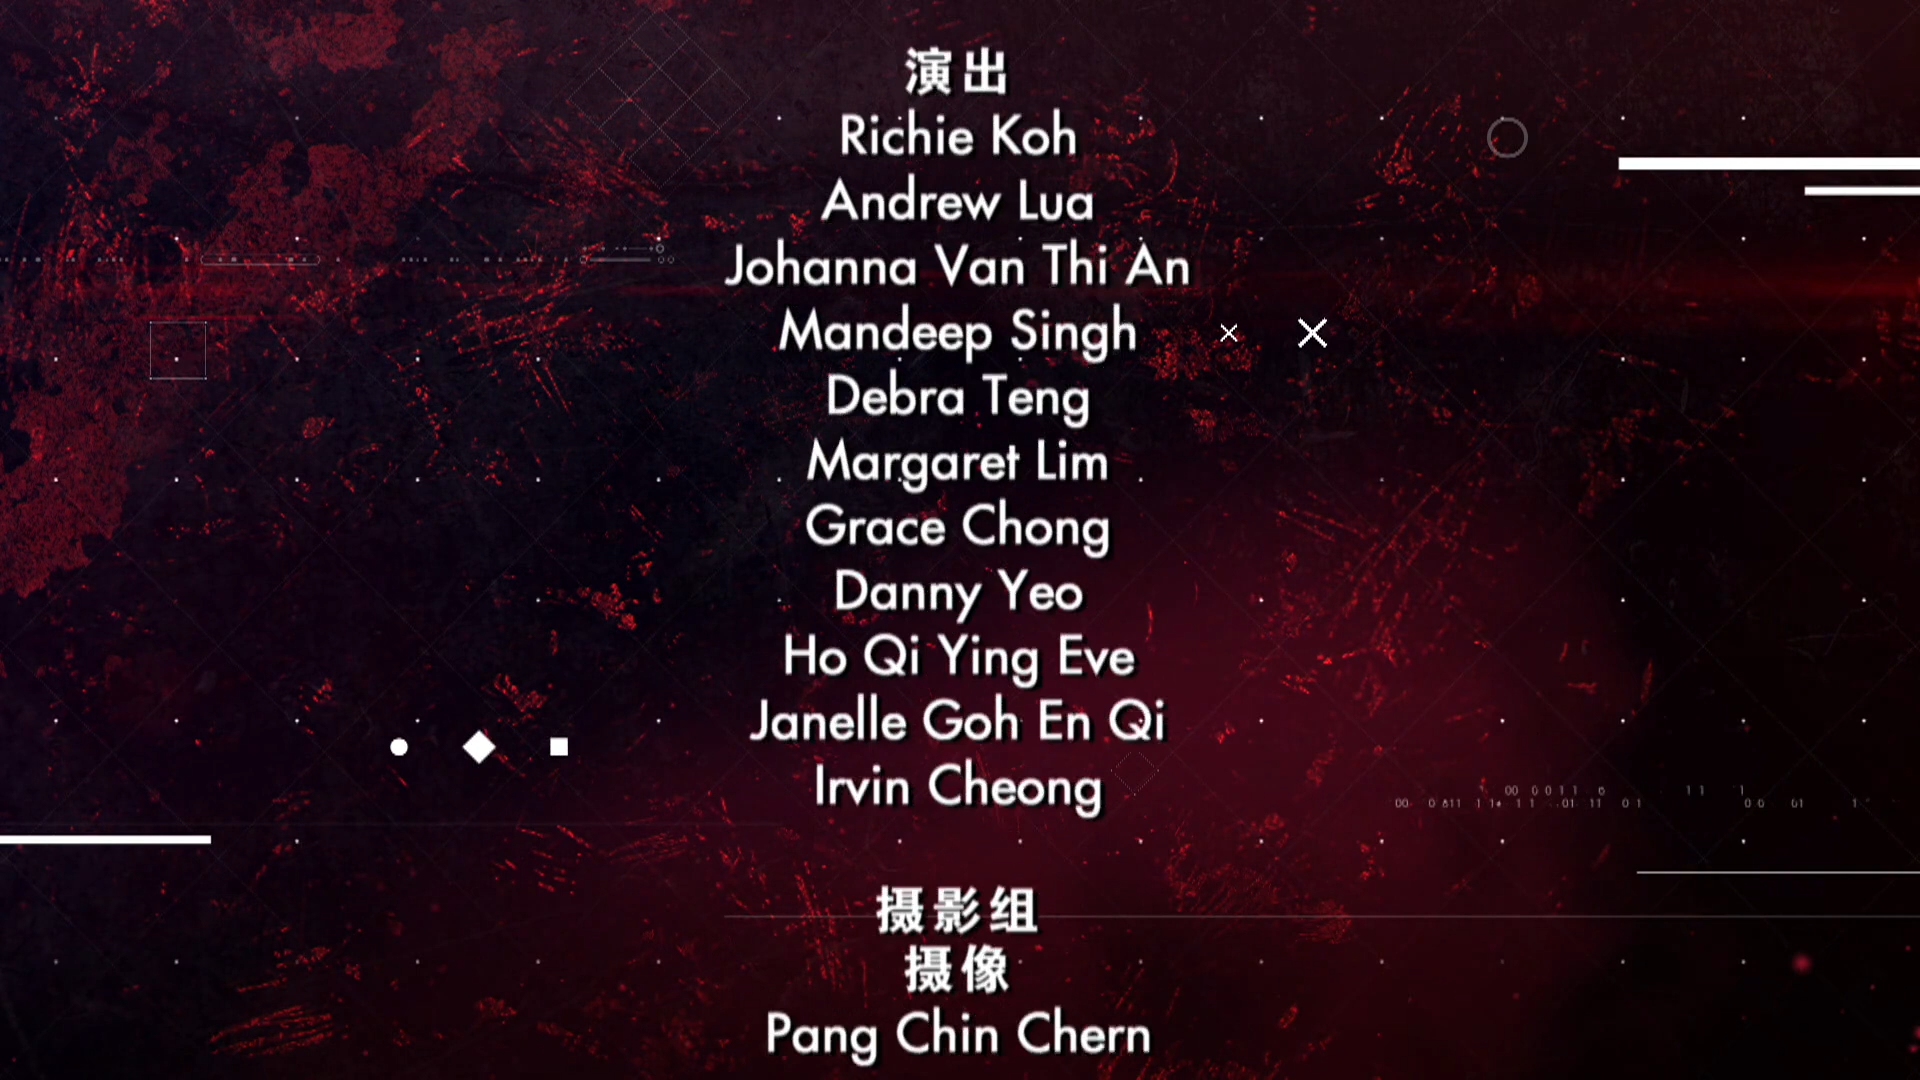 演出
Richie Koh
Andrew Lua
Johanna Van Thi An
Mandeep Singh
Debra Teng
Margaret Lim
Grace Chong
Danny Yeo
Ho Qi Ying Eve
Janelle Goh En Qi
Irvin Cheong
摄影组
摄像
Pang Chin Chern